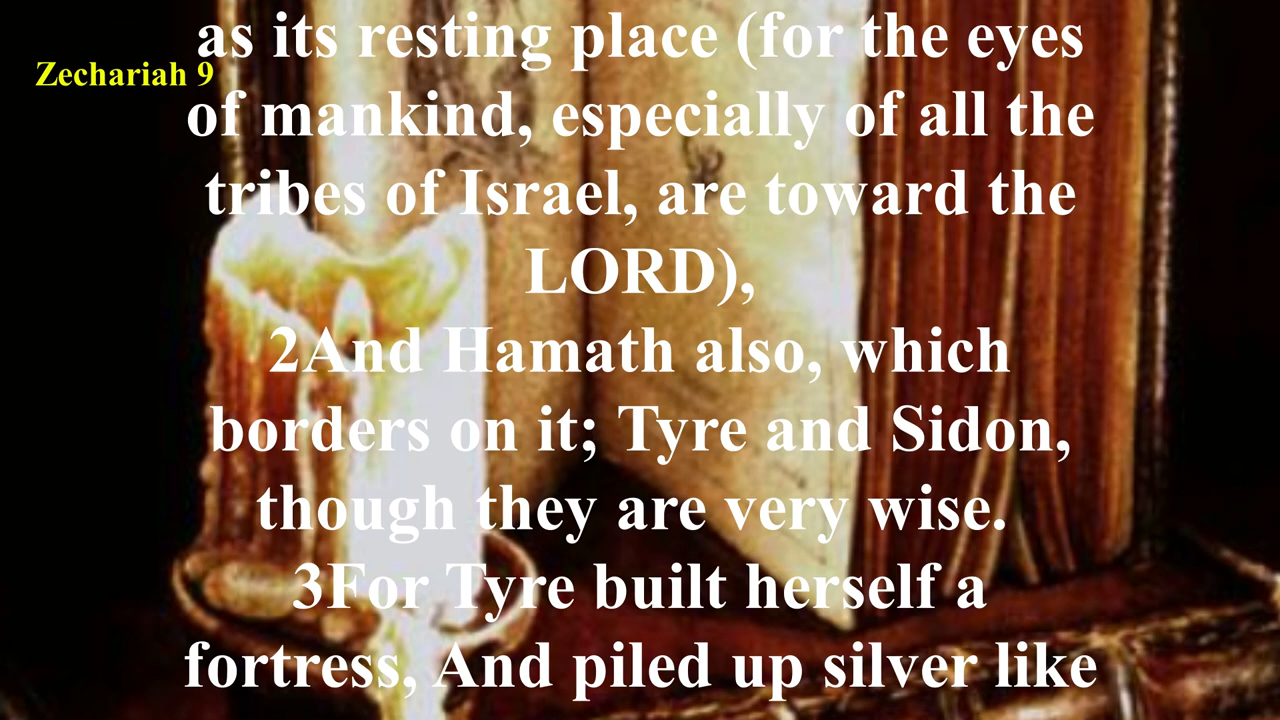 Zechariah 9
as its resting place (for the eyes
of mankind, especially of all the
tribes of Israel, are toward the
LORD),
2And Hamath also, which
borders on it; Tyre and Sidon,
though they are very wise.
3For Tyre built herself a
fortress, And piled up silver like